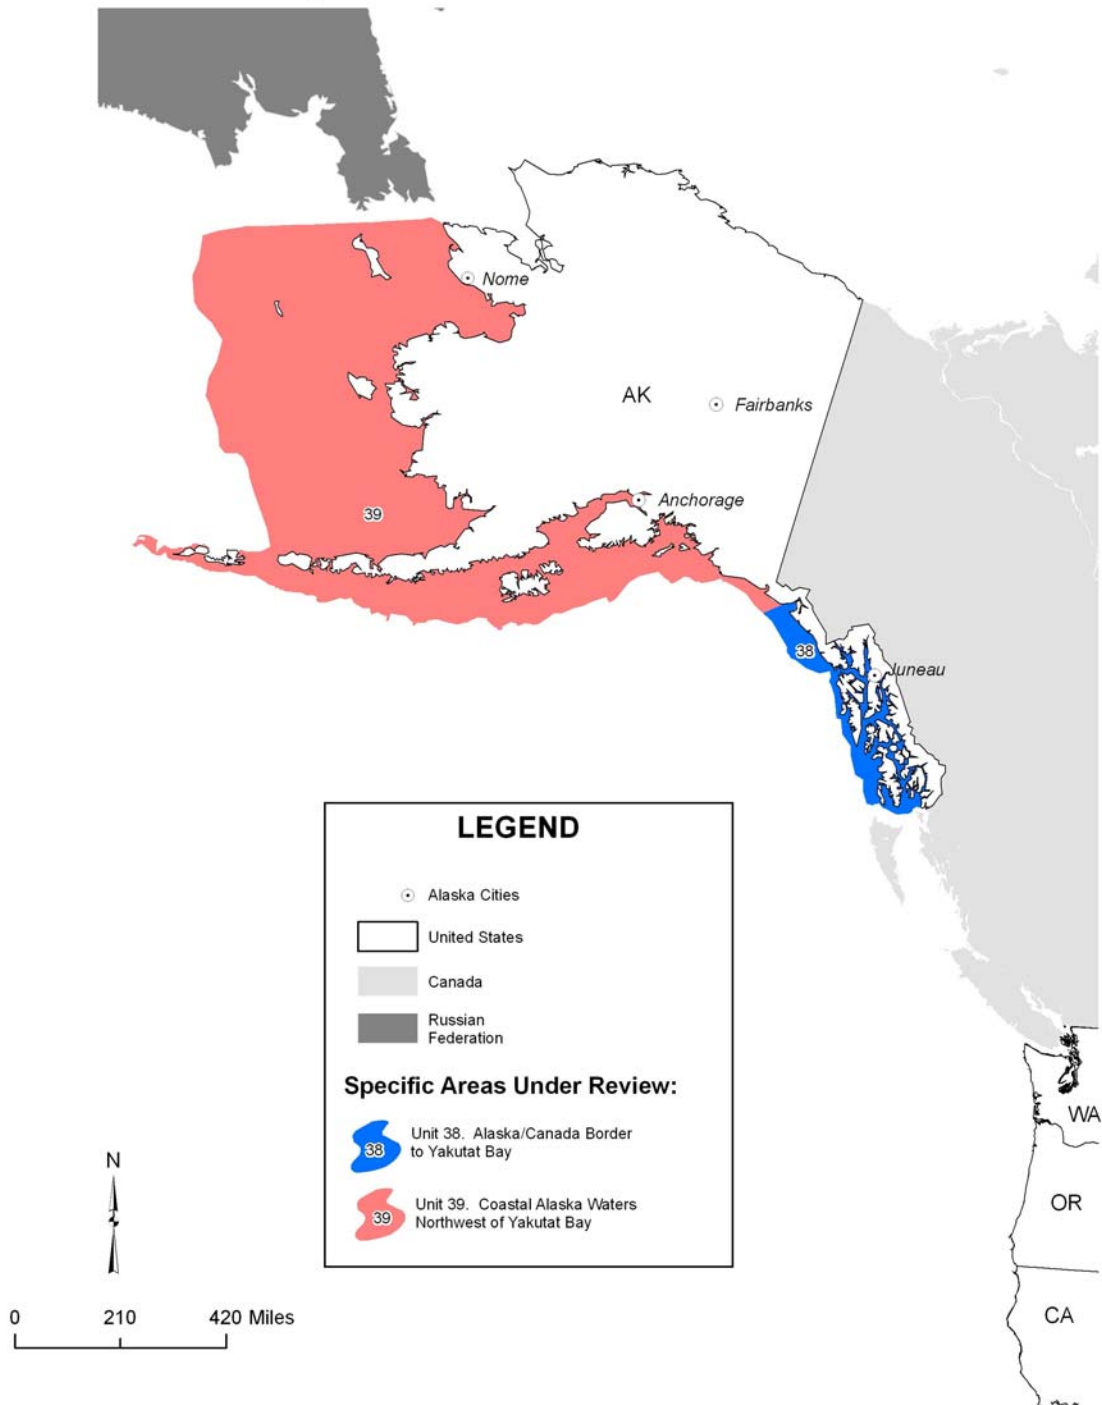 Nome
AK
Fairbanks
Anchorage
39
38
Juneau
LEGEND
Alaska Cities
United States
Canada
Russian
Federation
Specific Areas Under Review:
38
Unit 38. Alaska/Canada Border
to Yakutat Bay
39
Unit 39. Coastal Alaska Waters
Northwest of Yakutat Bay
N
0 210 420 Miles
WA
OR
CA